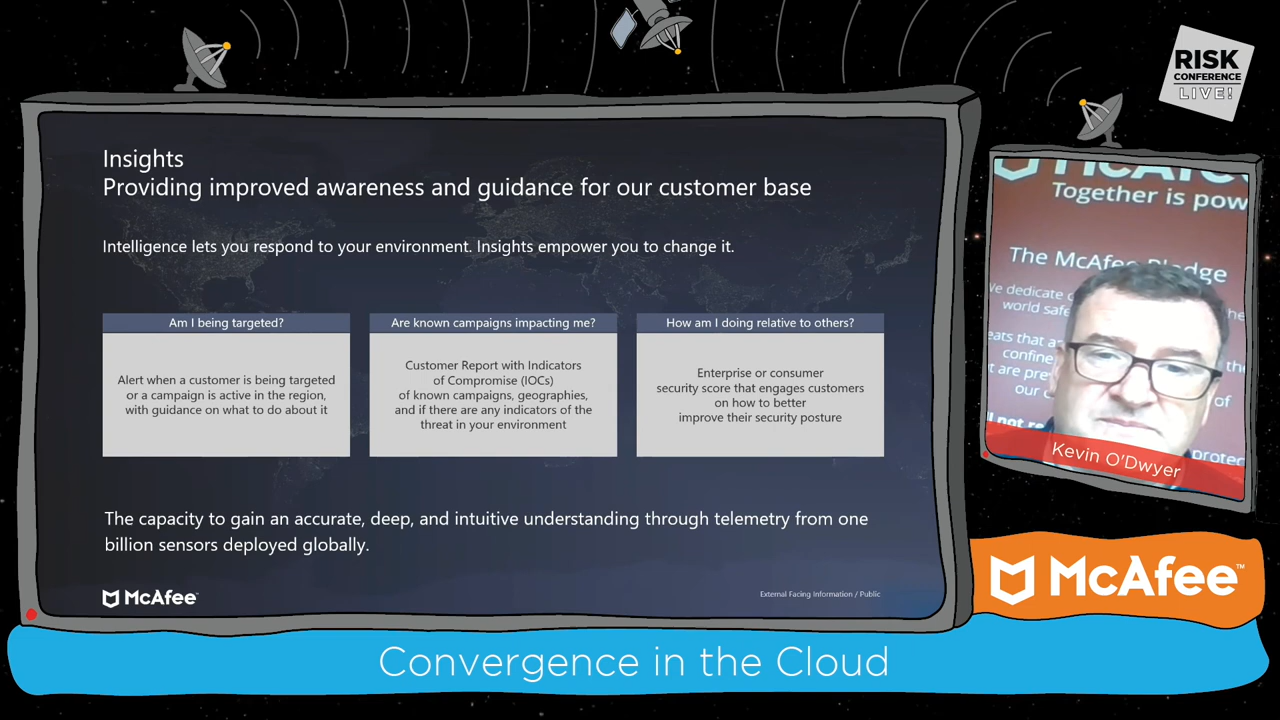 RISK
CONFERENCE
LIVE!
Insights
Providing improved awareness and guidance for our customer base
Intelligence lets you respond to your environment. Insights empower you to change it.
Am I being targeted?
Alert when a customer is being targeted
or a campaign is active in the region,
with guidance on what to do about it
Are known campaigns impacting me?
Customer Report with Indicators
of Compromise (IOCs)
of known campaigns, geographies,
and if there are any indicators of the
threat in your environment
How am I doing relative to others?
Enterprise or consumer
security score that engages customers
on how to better
improve their security posture
The capacity to gain an accurate, deep, and intuitive understanding through telemetry from one
billion sensors deployed globally.
McAfee™
External Facing Information / Public
McAfee
Together is pow
The McAfee Pledge
We dedicate
world safe
Kevin O'Dwyer
McAfee™
Convergence in the Cloud